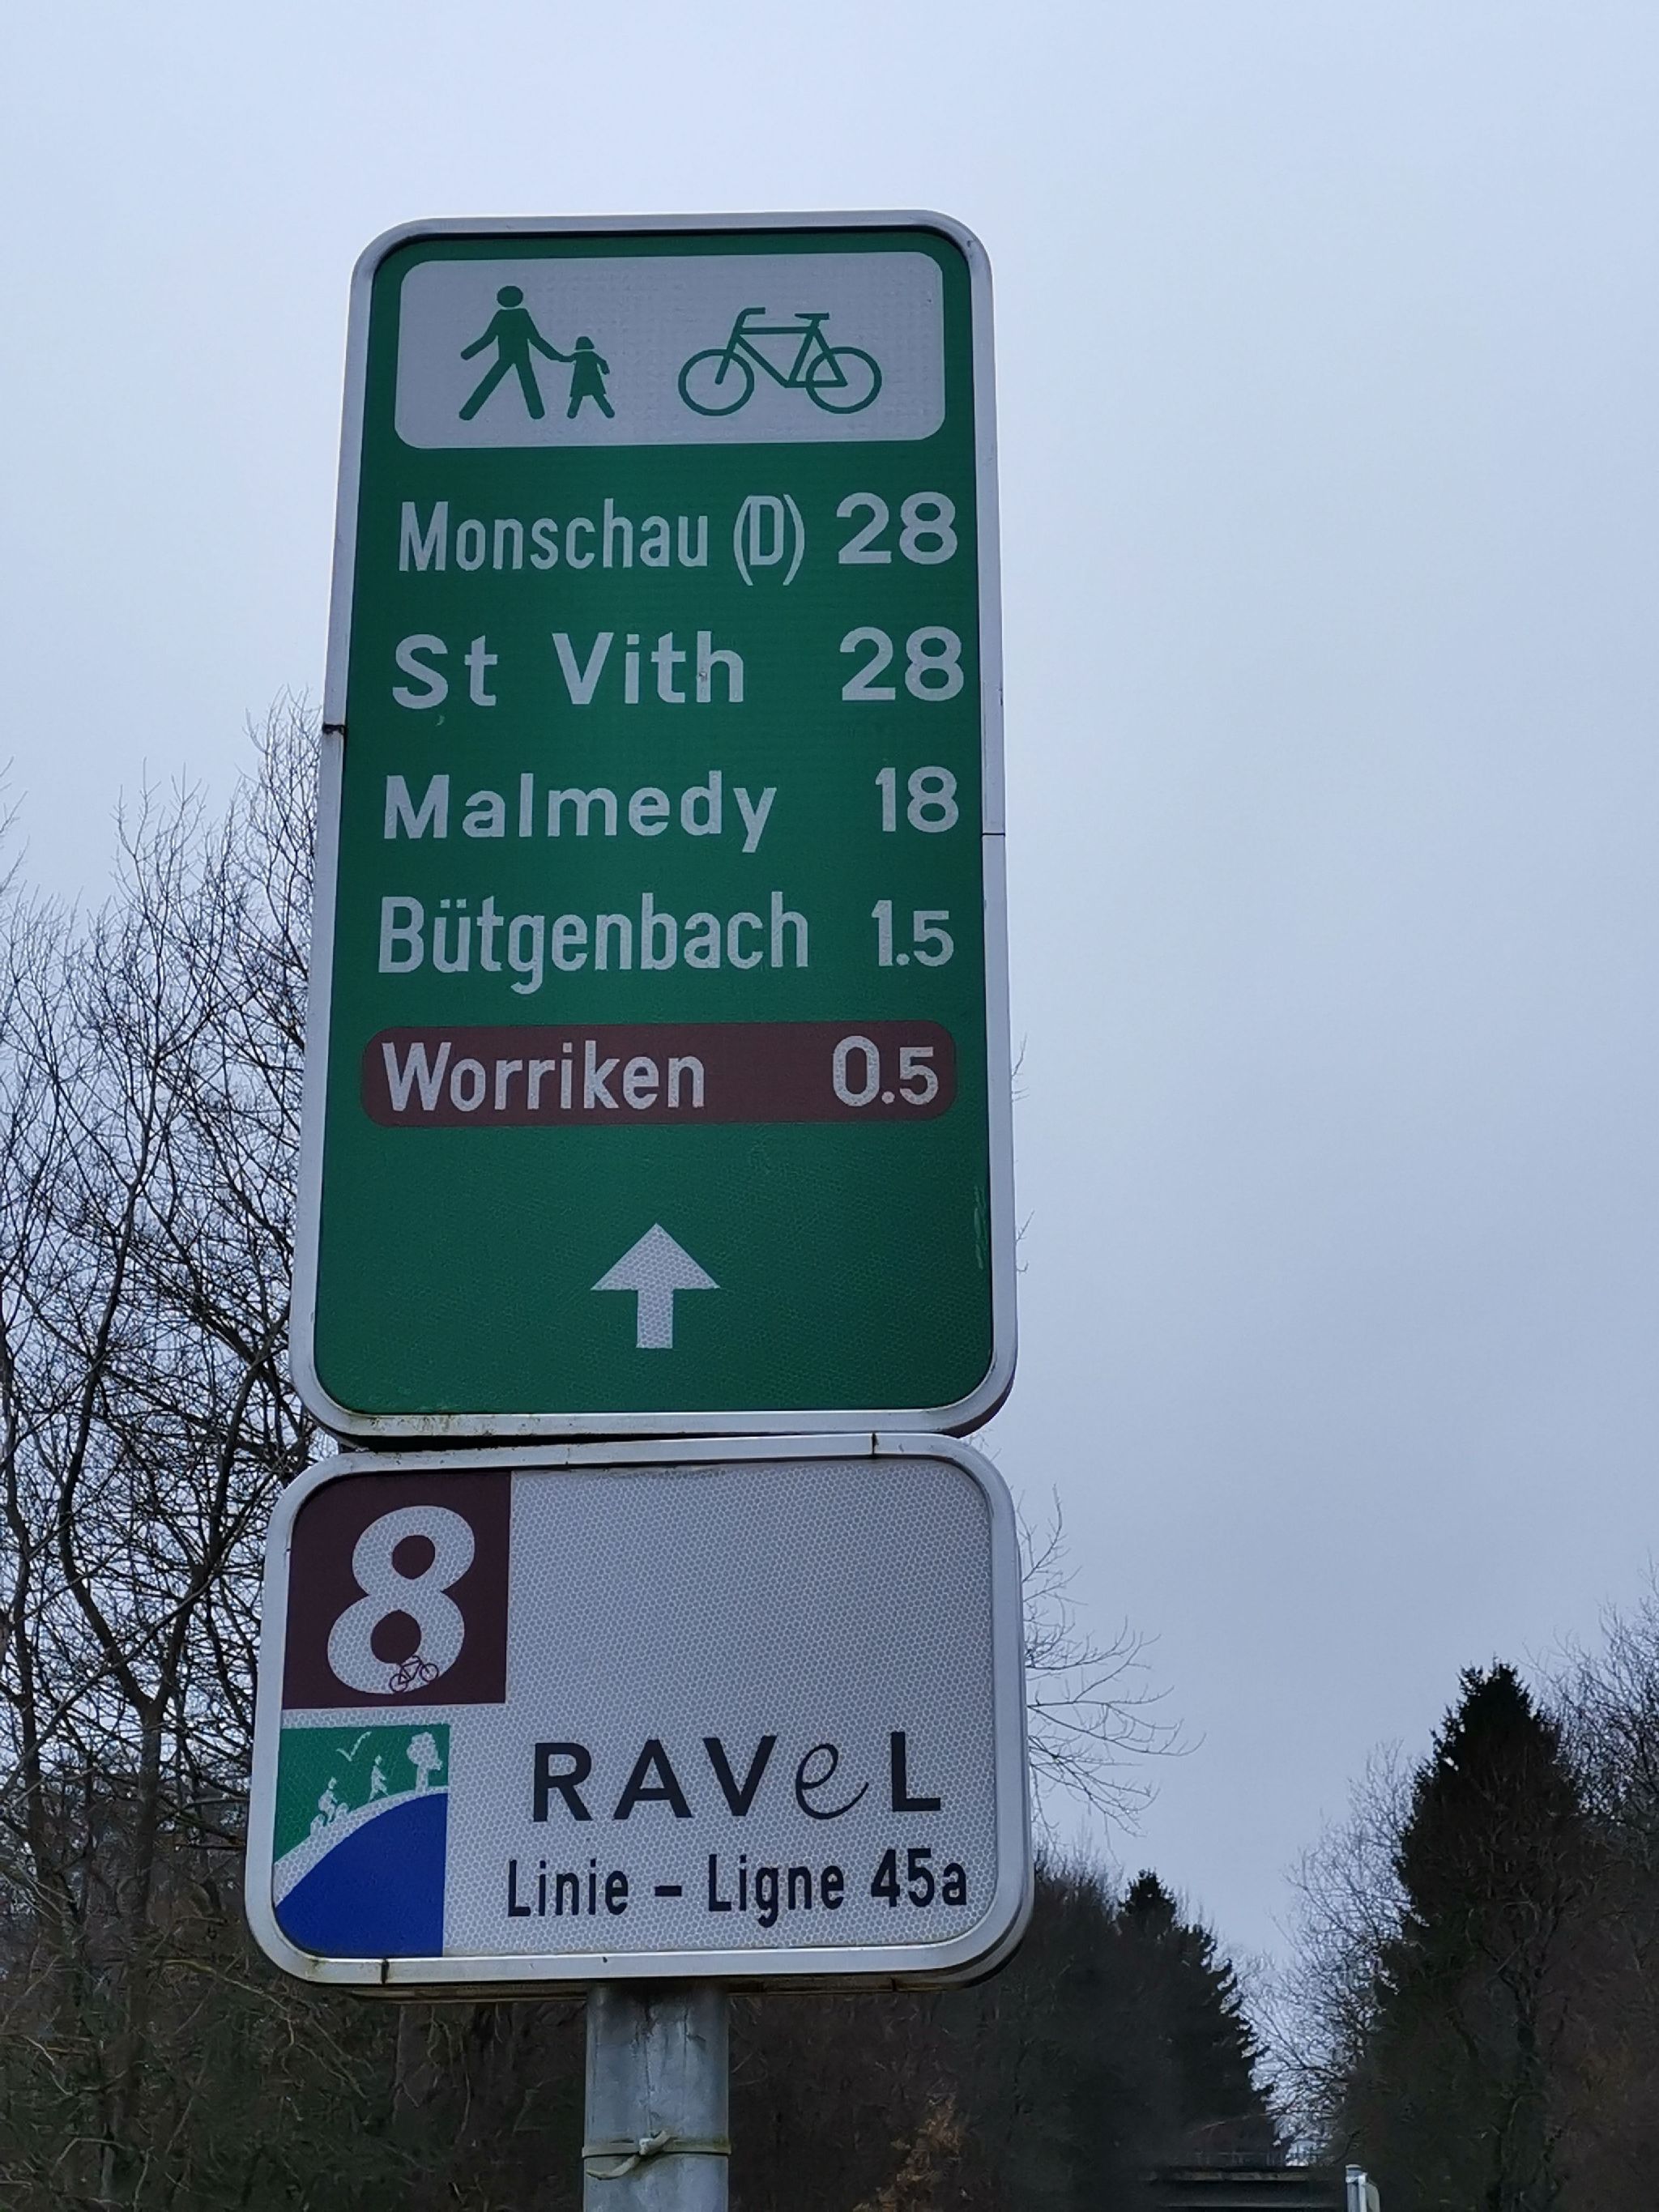 Monschau (D) 28
St Vith 28
Malmedy 18
Bütgenbach 1.5
Worriken 0.5
8
RAVeL
Linie - Ligne 45a